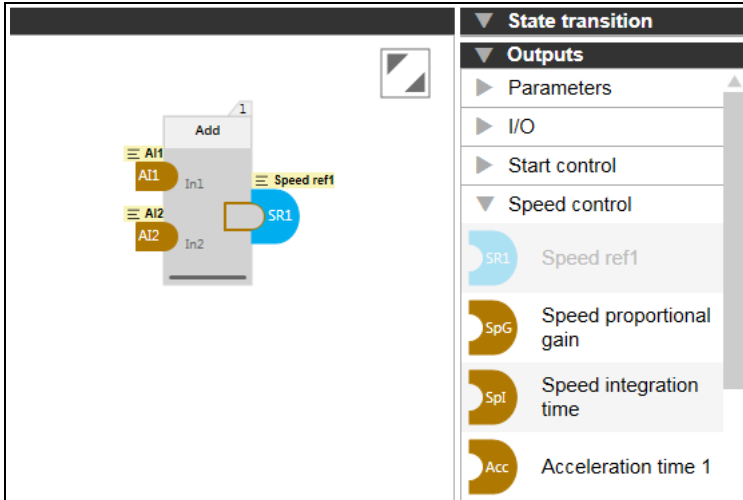 1
Add
AI1
AI1
In1
Speed ref1
SR1
AI2
AI2
In2
State transition
Outputs
Parameters
I/O
Start control
Speed control
SR1
Speed ref1
SpG
Speed proportional
gain
SpI
Speed integration
time
Acc
Acceleration time 1